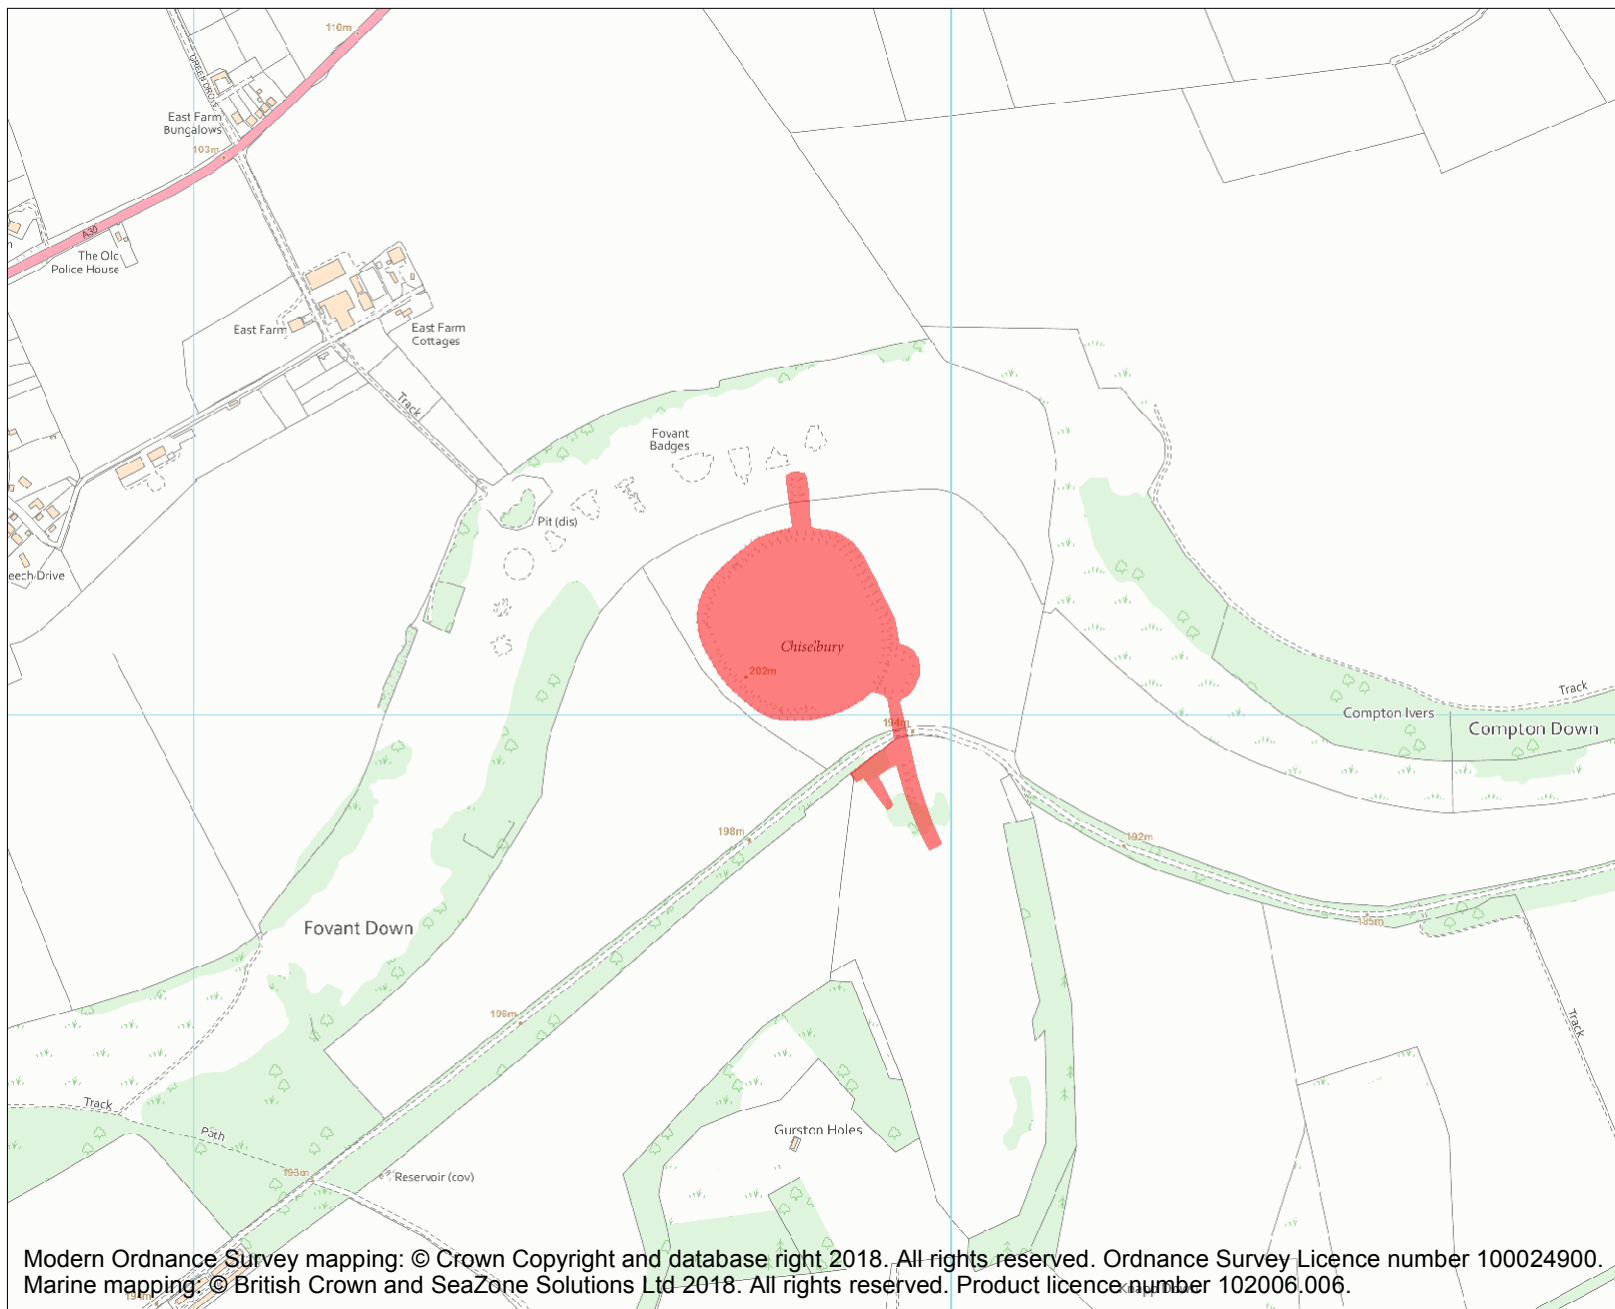 110m
GREEN DROVE
East Farm
Bungalows
103m
A30
The Old
Police House
East Farm
East Farm
Cottages
Track
Fovant
Badges
Pit (dis)
eech Drive
Chiselbury
202m
194m
Track
Compton Ivers
Compton Down
198m
192m
185m
Fovant Down
196m
Track
Track
Path
Gurston Holes
193m
Reservoir (cov)
Modern Ordnance Survey mapping: © Crown Copyright and database right 2018. All rights reserved. Ordnance Survey Licence number 100024900.
Marine mapping: © British Crown and SeaZone Solutions Ltd 2018. All rights reserved. Product licence number 102006.006.